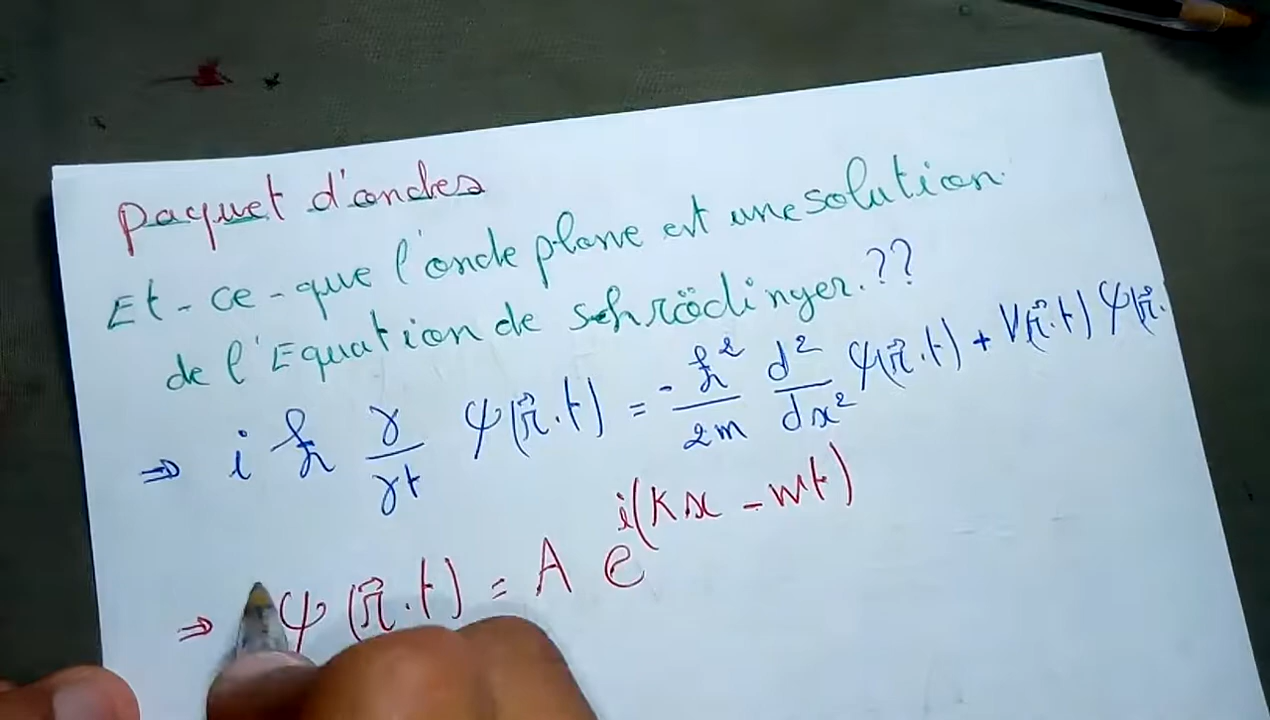 Paquet d'ondes
Et-ce-que l'onde plane est une solution
de l'Equation de schrödinger.??
⇒ i ħ ∂/∂t ψ(r⃗.t) = -ħ²/2m d²/dx² ψ(r⃗.t) + V(r⃗.t) ψ(r⃗.
⇒ ψ(r⃗.t) = A e^i(Kx - wt)